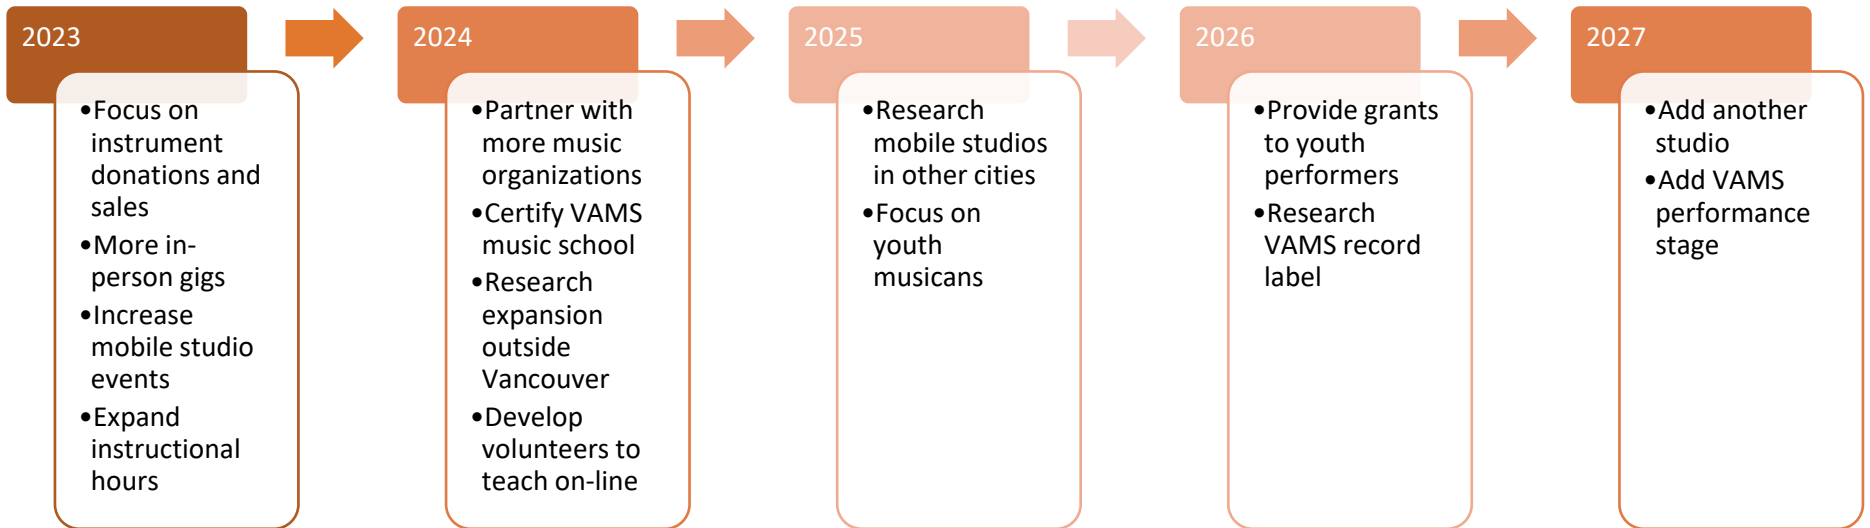 2023
•Focus on
instrument
donations and
sales
•More in-
person gigs
•Increase
mobile studio
events
•Expand
instructional
hours
2024
•Partner with
more music
organizations
•Certify VAMS
music school
•Research
expansion
outside
Vancouver
•Develop
volunteers to
teach on-line
2025
•Research
mobile studios
in other cities
•Focus on
youth
musicans
2026
•Provide grants
to youth
performers
•Research
VAMS record
label
2027
•Add another
studio
•Add VAMS
performance
stage